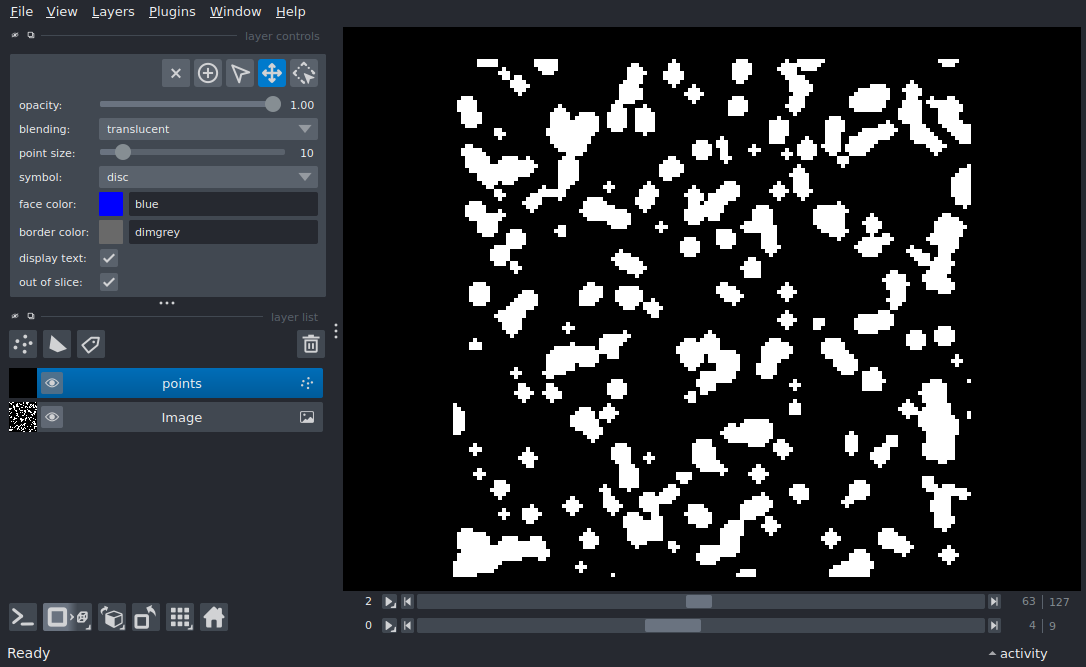 File View Layers Plugins Window Help
layer controls
opacity: 1.00
blending: translucent
point size: 10
symbol: disc
face color: blue
border color: dimgrey
display text:
out of slice:
layer list
points
Image
2 63 127
0 4 9
Ready activity